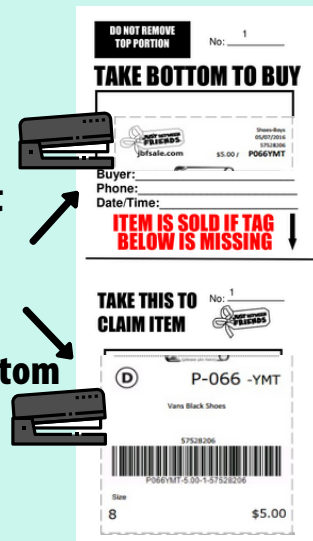 DO NOT REMOVE
TOP PORTION
No: 1
TAKE BOTTOM TO BUY
JUST BETWEEN
FRIENDS
jbfsale.com
Shoes-Boys
05/07/2016
57528206
$5.00 / P066YMT
Buyer:
Phone:
Date/Time:
ITEM IS SOLD IF TAG
BELOW IS MISSING
TAKE THIS TO
CLAIM ITEM
No: 1
JUST BETWEEN
FRIENDS
tom
D
P-066 -YMT
Vans Black Shoes
57528206
P066YMT-5.00-1-57528206
Size
8
$5.00